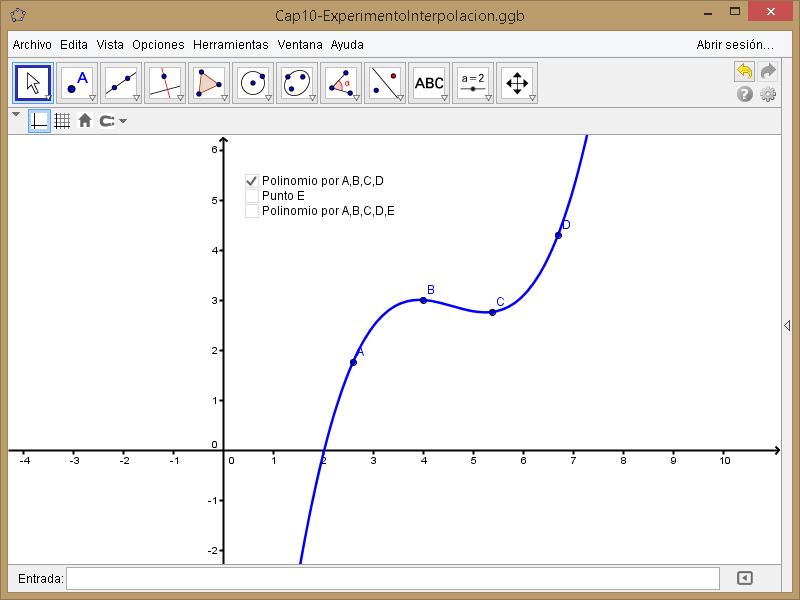 Cap10-ExperimentoInterpolacion.ggb
Archivo Edita Vista Opciones Herramientas Ventana Ayuda Abrir sesión...
A α ABC a=2
Polinomio por A,B,C,D
Punto E
Polinomio por A,B,C,D,E
6
5
4
3
2
1
0
-1
-2
-4 -3 -2 -1 0 1 2 3 4 5 6 7 8 9 10
A
B
C
D
Entrada: